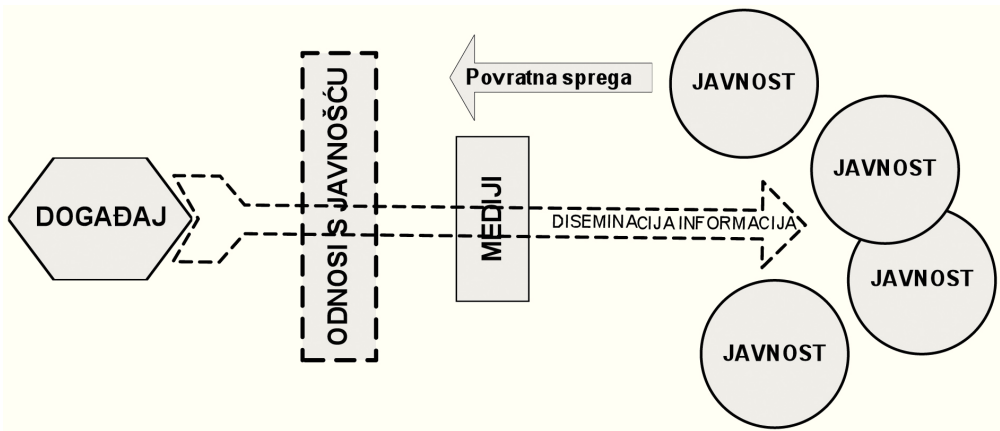 DOGAĐAJ
ODNOSI S JAVNOŠĆU
MEDIJI
Povratna sprega
DISEMINACIJA INFORMACIJA
JAVNOST
JAVNOST
JAVNOST
JAVNOST